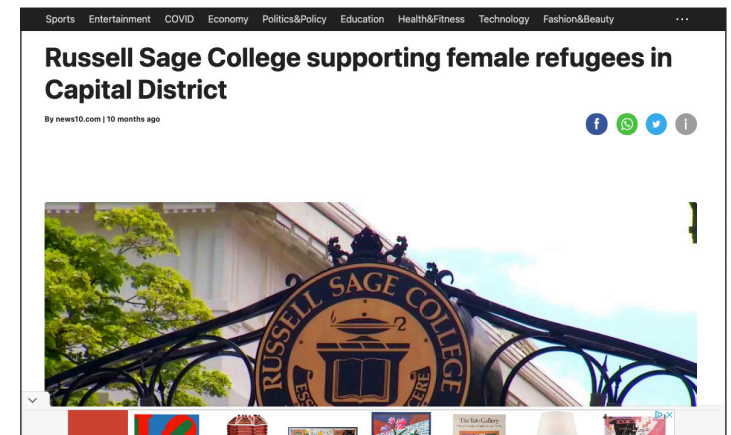 Sports Entertainment COVID Economy Politics&Policy Education Health&Fitness Technology Fashion&Beauty ...
Russell Sage College supporting female refugees in
Capital District
By news10.com | 10 months ago
RUSSELL SAGE COLLEGE
The Tate Gallery